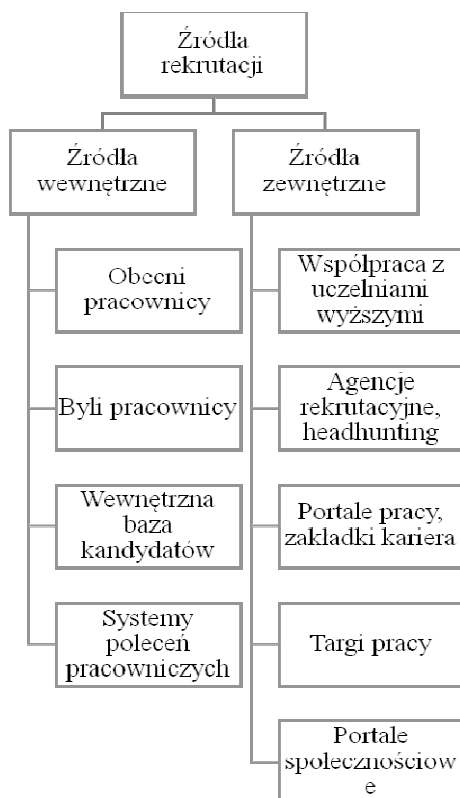 Źródła
rekrutacji
Źródła
wewnętrzne
Obecni
pracownicy
Byli pracownicy
Wewnętrzna
baza
kandydatów
Systemy
poleceń
pracowniczych
Źródła
zewnętrzne
Współpraca z
uczelniami
wyższymi
Agencje
rekrutacyjne,
headhunting
Portale pracy,
zakładki kariera
Targi pracy
Portale
społecznościow
e